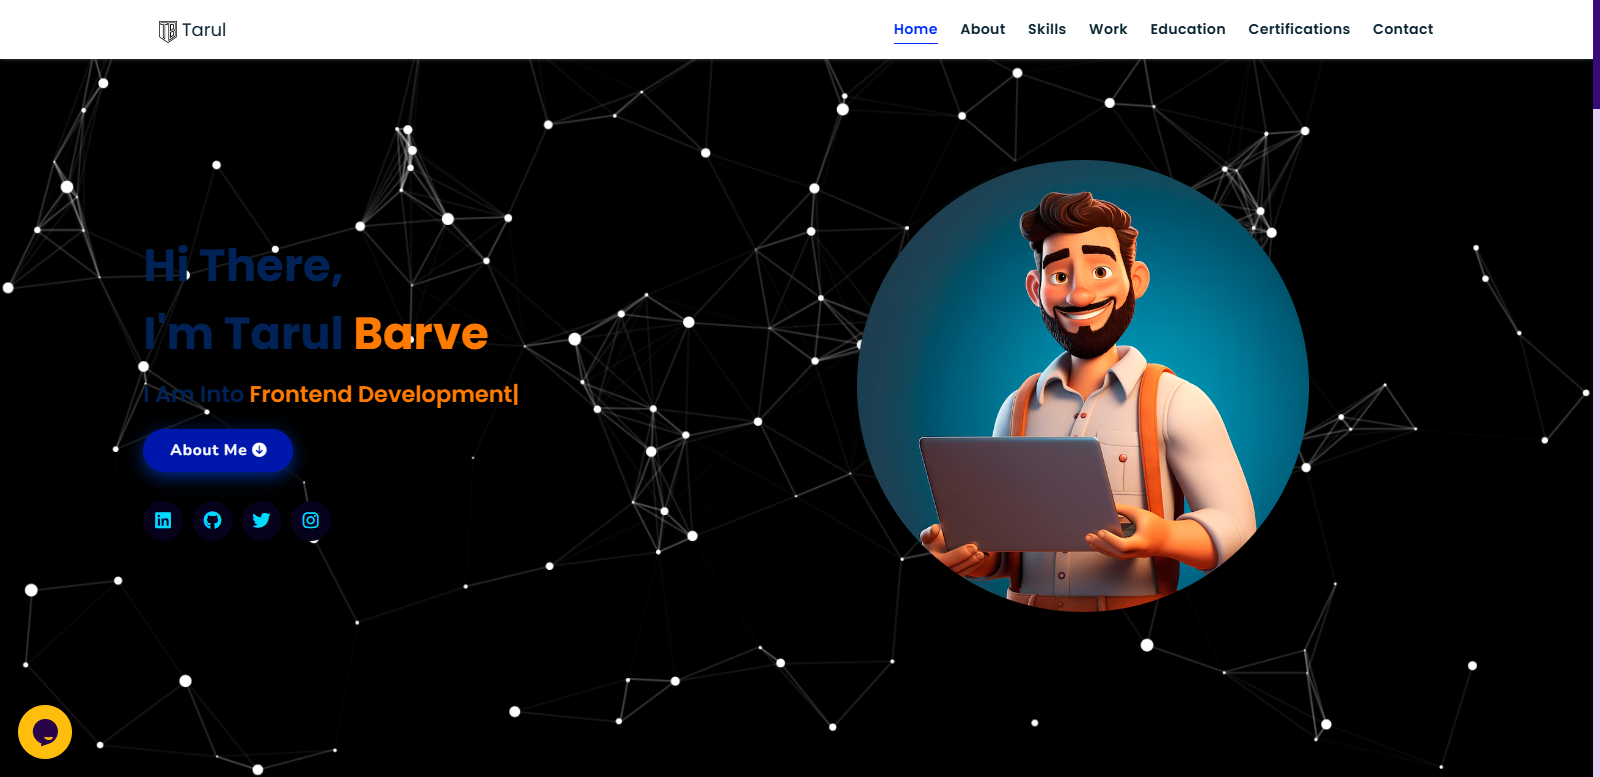 Tarul
Home About Skills Work Education Certifications Contact
Hi There,
I'm Tarul Barve
I Am Into Frontend Development|
About Me